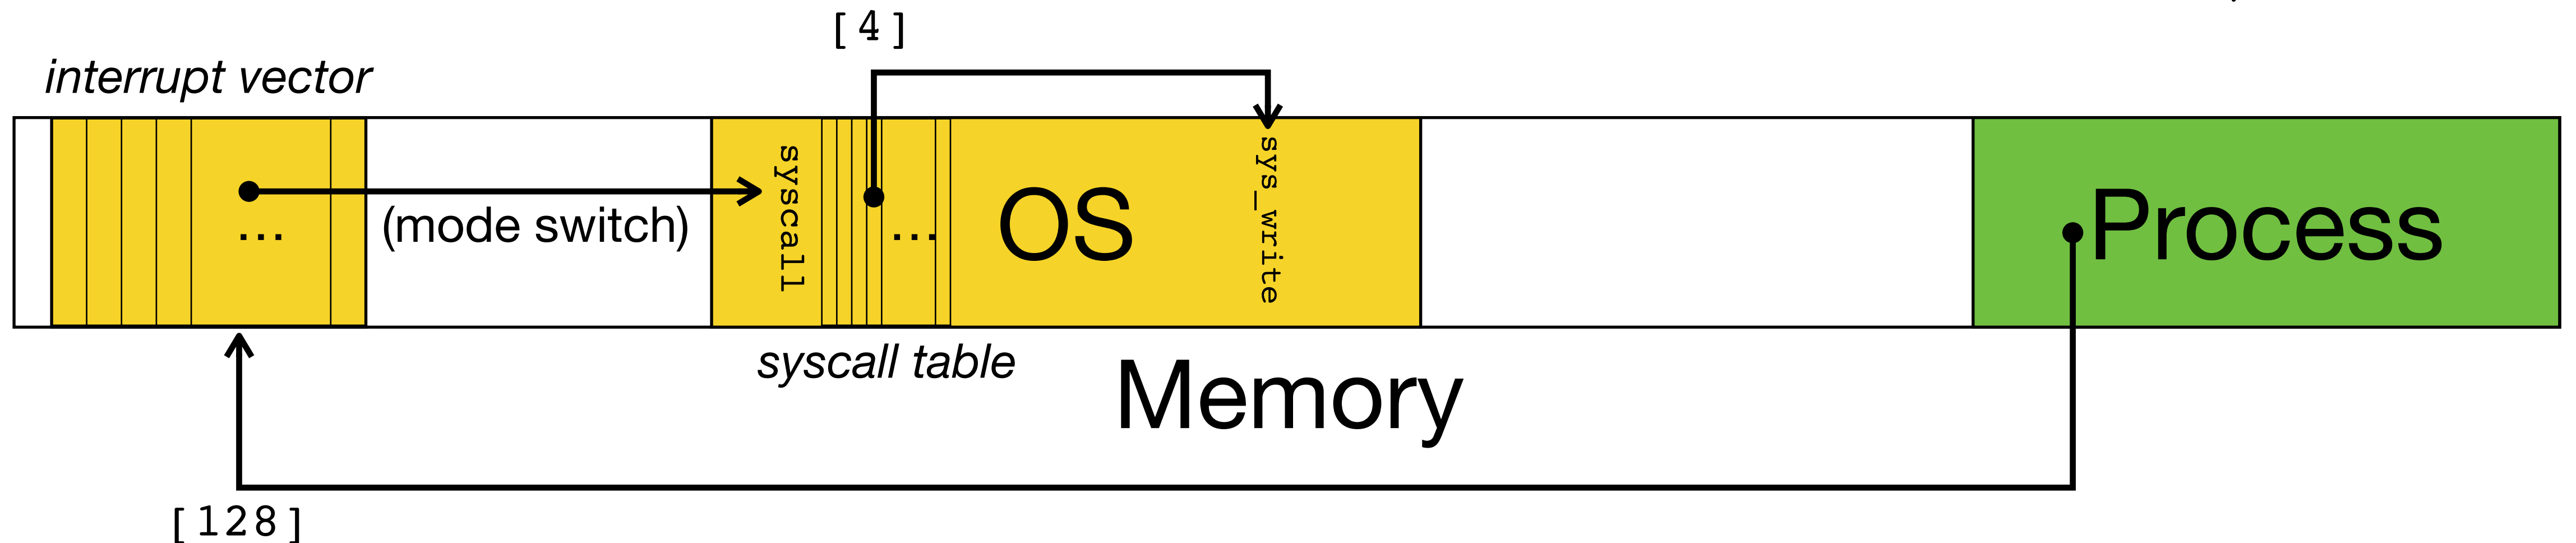 [4]
interrupt vector
syscall
sys_write
...
(mode switch)
...
OS
Process
syscall table
Memory
[128]